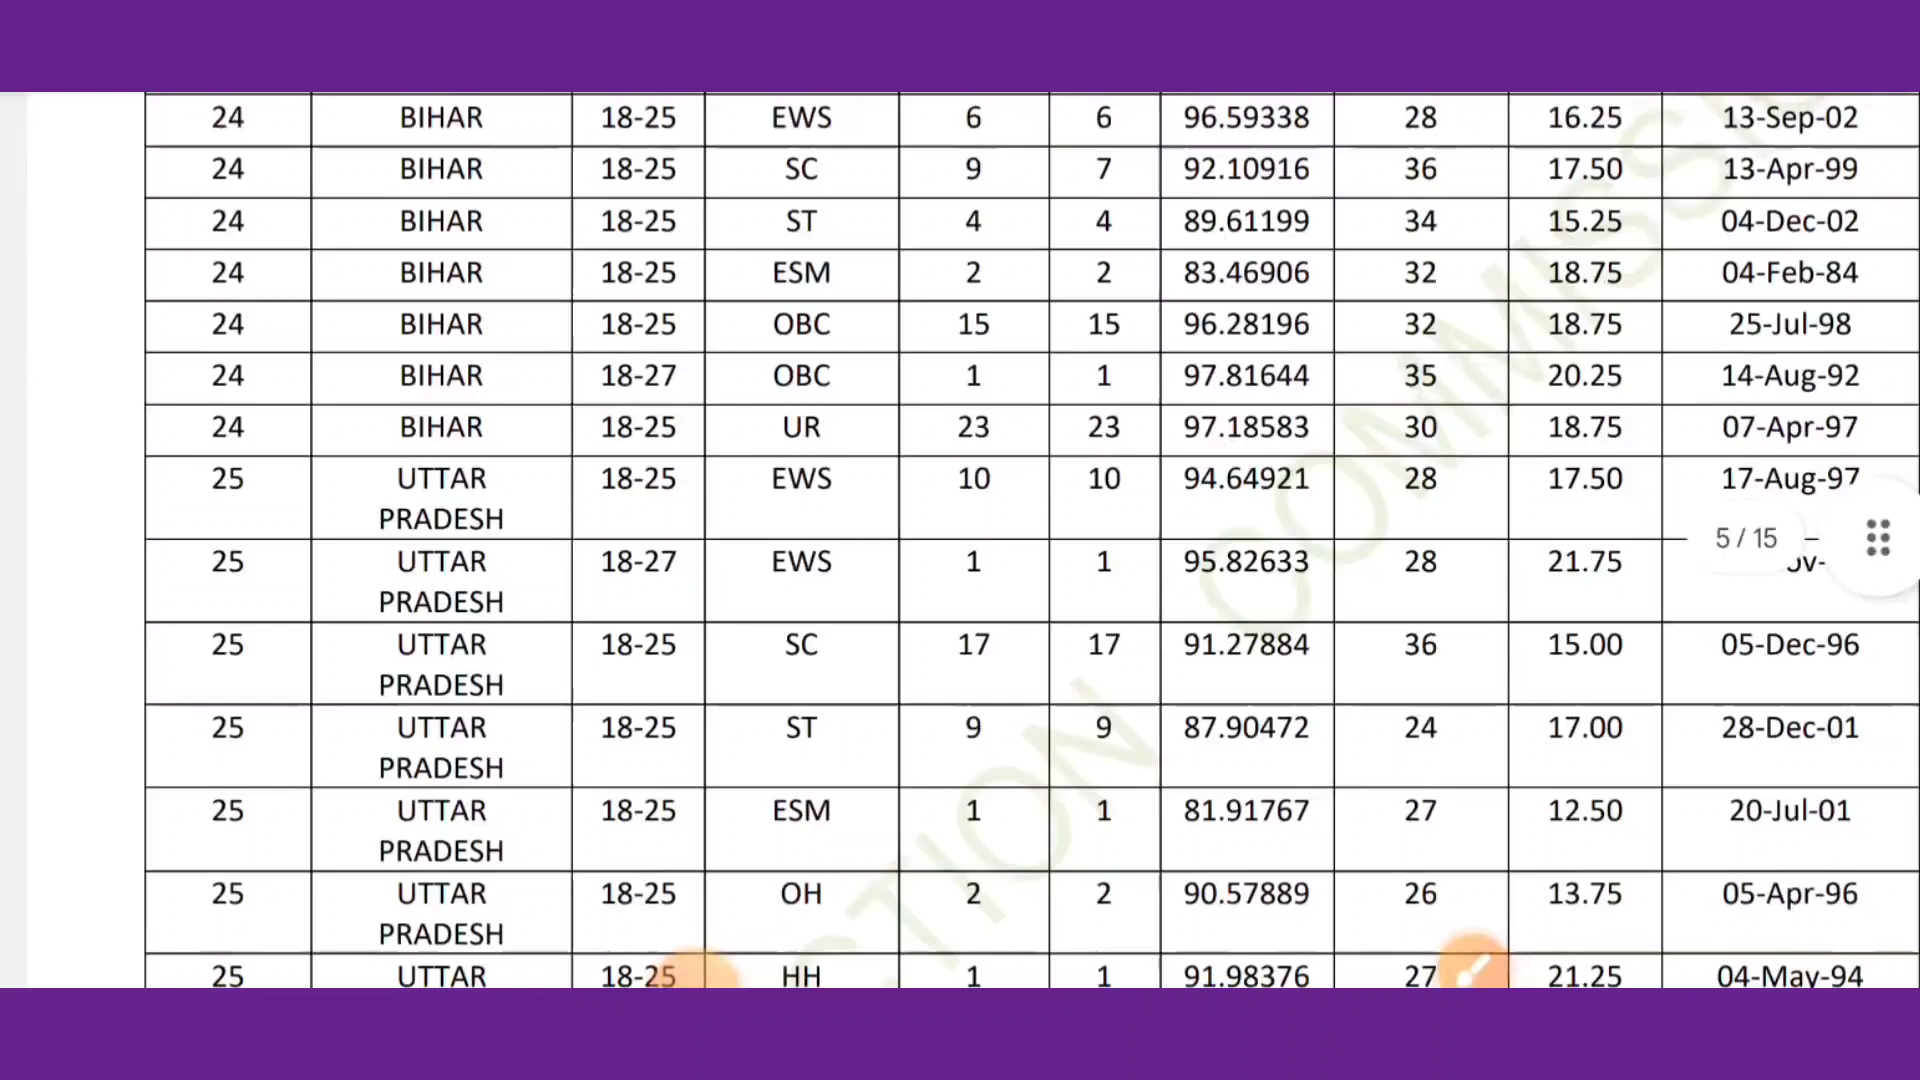 24 BIHAR 18-25 EWS 6 6 96.59338 28 16.25 13-Sep-02
24 BIHAR 18-25 SC 9 7 92.10916 36 17.50 13-Apr-99
24 BIHAR 18-25 ST 4 4 89.61199 34 15.25 04-Dec-02
24 BIHAR 18-25 ESM 2 2 83.46906 32 18.75 04-Feb-84
24 BIHAR 18-25 OBC 15 15 96.28196 32 18.75 25-Jul-98
24 BIHAR 18-27 OBC 1 1 97.81644 35 20.25 14-Aug-92
24 BIHAR 18-25 UR 23 23 97.18583 30 18.75 07-Apr-97
25 UTTAR 18-25 EWS 10 10 94.64921 28 17.50 17-Aug-97
PRADESH
5 / 15
25 UTTAR 18-27 EWS 1 1 95.82633 28 21.75
PRADESH
25 UTTAR 18-25 SC 17 17 91.27884 36 15.00 05-Dec-96
PRADESH
25 UTTAR 18-25 ST 9 9 87.90472 24 17.00 28-Dec-01
PRADESH
25 UTTAR 18-25 ESM 1 1 81.91767 27 12.50 20-Jul-01
PRADESH
25 UTTAR 18-25 OH 2 2 90.57889 26 13.75 05-Apr-96
PRADESH
25 UTTAR 18-25 HH 1 1 91.98376 27 21.25 04-May-94